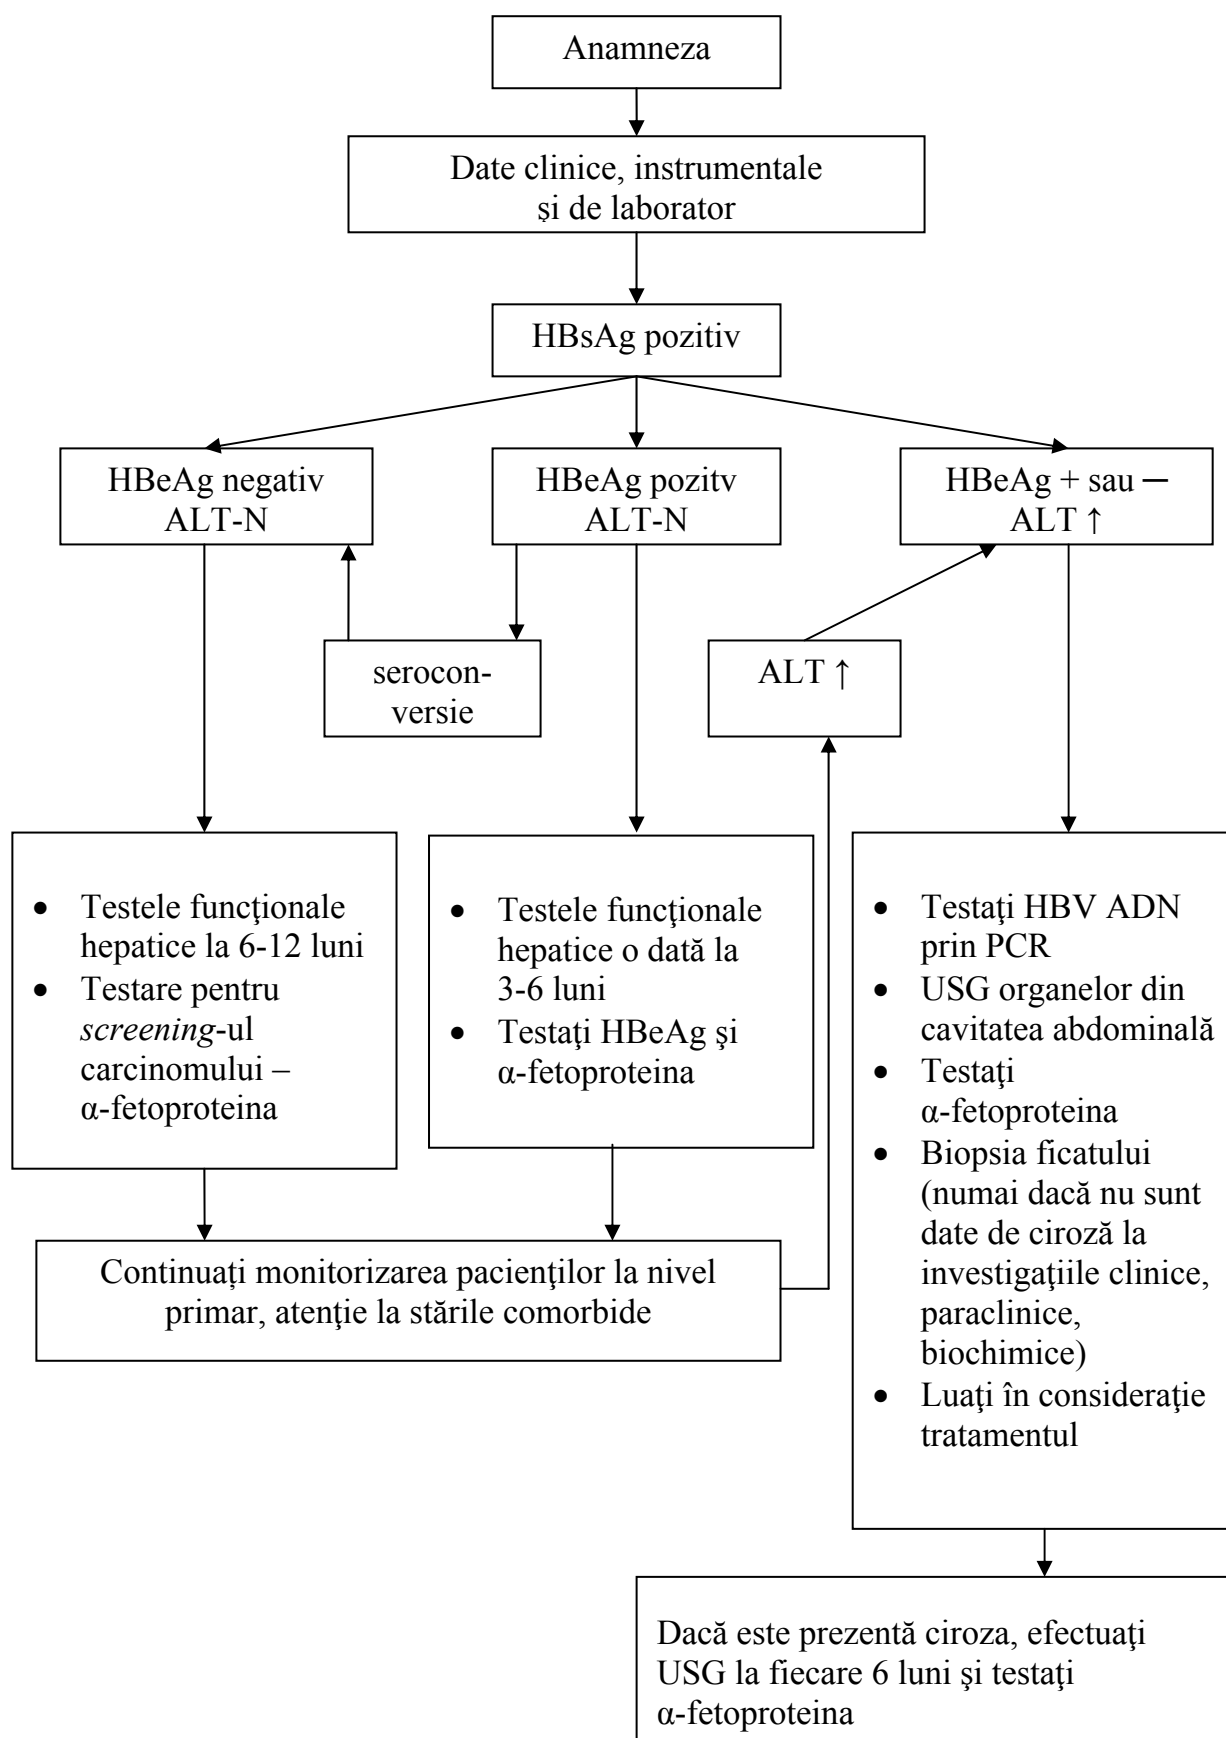 Anamneza
Date clinice, instrumentale
și de laborator
HBsAg pozitiv
HBeAg negativ
ALT-N
HBeAg pozitv
ALT-N
HBeAg + sau –
ALT ↑
serocon-
versie
ALT ↑
• Testele funcţionale
hepatice la 6-12 luni
• Testare pentru
screening-ul
carcinomului –
α-fetoproteina
• Testele funcţionale
hepatice o dată la
3-6 luni
• Testaţi HBeAg şi
α-fetoproteina
• Testaţi HBV ADN
prin PCR
• USG organelor din
cavitatea abdominală
• Testaţi
α-fetoproteina
• Biopsia ficatului
(numai dacă nu sunt
date de ciroză la
investigaţiile clinice,
paraclinice,
biochimice)
• Luaţi în consideraţie
tratamentul
Continuați monitorizarea pacienţilor la nivel
primar, atenţie la stările comorbide
Dacă este prezentă ciroza, efectuaţi
USG la fiecare 6 luni şi testaţi
α-fetoproteina